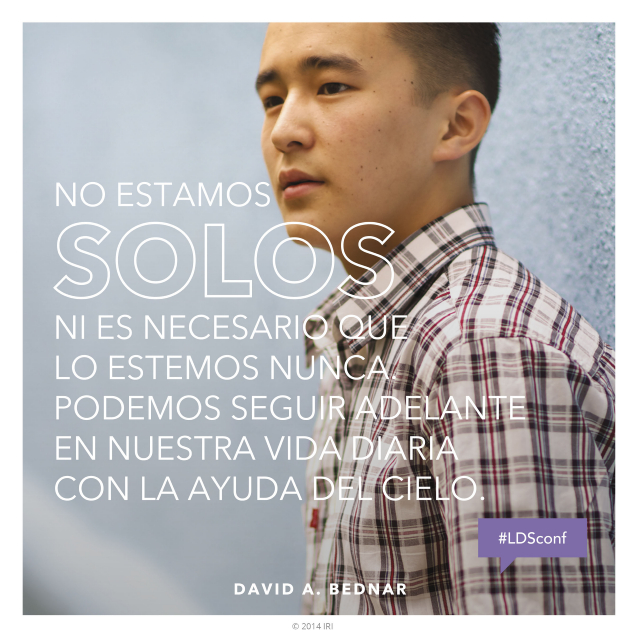 NO ESTAMOS
SOLOS
NI ES NECESARIO QUE
LO ESTEMOS NUNCA.
PODEMOS SEGUIR ADELANTE
EN NUESTRA VIDA DIARIA
CON LA AYUDA DEL CIELO.
#LDSconf
DAVID A. BEDNAR
© 2014 IRI